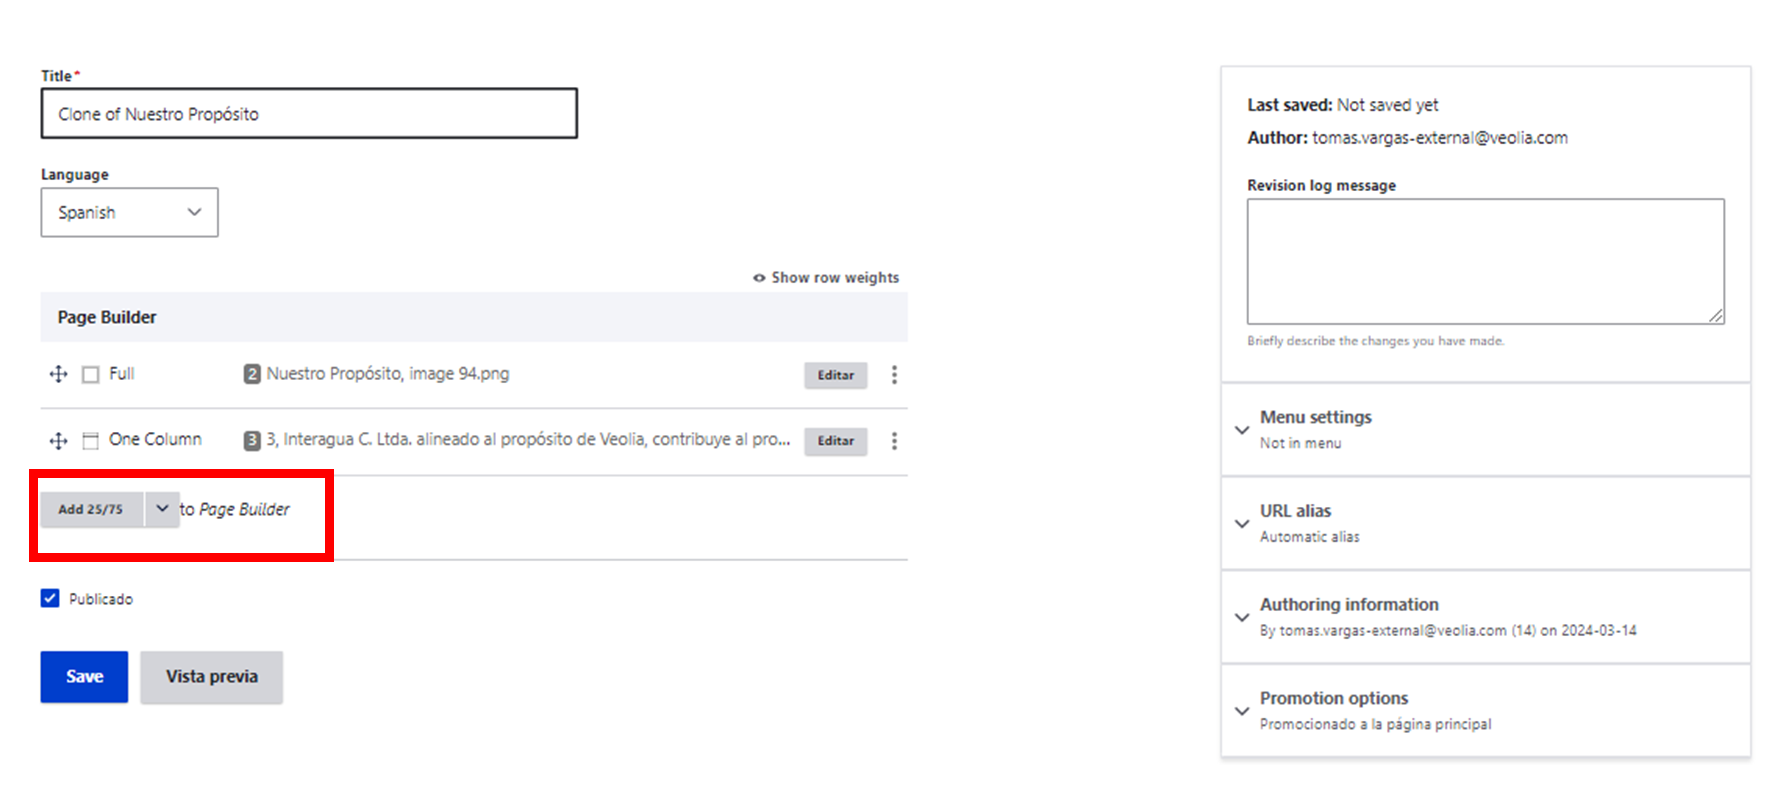 Title*
Clone of Nuestro Propósito
Language
Spanish
Show row weights
Page Builder
Full 2 Nuestro Propósito, image 94.png Editar
One Column 3 3, Interagua C. Ltda. alineado al propósito de Veolia, contribuye al pro... Editar
Add 25/75 to Page Builder
Publicado
Save Vista previa
Last saved: Not saved yet
Author: tomas.vargas-external@veolia.com
Revision log message
Briefly describe the changes you have made.
Menu settings
Not in menu
URL alias
Automatic alias
Authoring information
By tomas.vargas-external@veolia.com (14) on 2024-03-14
Promotion options
Promocionado a la página principal